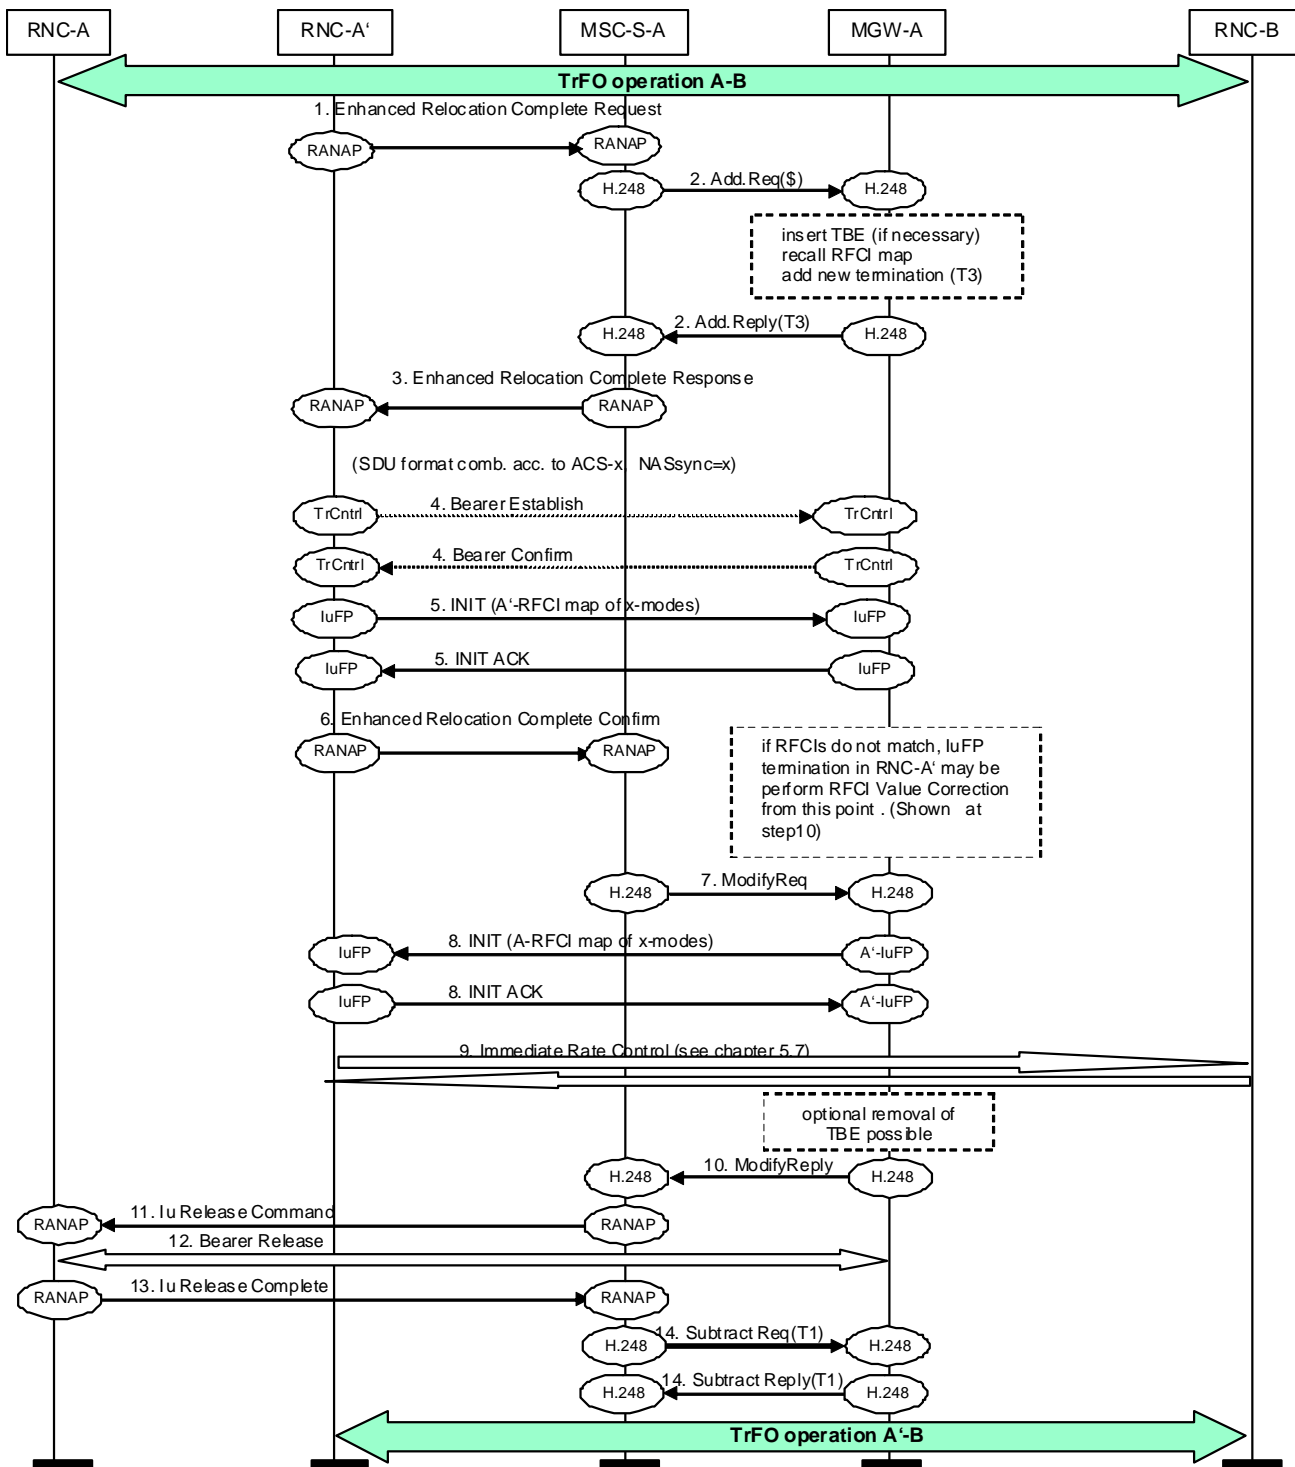 RNC-A
RNC-A'
MSC-S-A
MGW-A
RNC-B
TrFO operation A-B
1. Enhanced Relocation Complete Request
RANAP
RANAP
H.248
2. Add.Req($)
H.248
insert TBE (if necessary)
recall RFCI map
add new termination (T3)
H.248
2. Add.Reply(T3)
H.248
3. Enhanced Relocation Complete Response
RANAP
RANAP
(SDU format comb. acc. to ACS-x, NASsync=x)
TrCntrl
4. Bearer Establish
TrCntrl
TrCntrl
4. Bearer Confirm
TrCntrl
IuFP
5. INIT (A'-RFCI map of x-modes)
IuFP
IuFP
5. INIT ACK
IuFP
6. Enhanced Relocation Complete Confirm
RANAP
RANAP
if RFCIs do not match, IuFP
termination in RNC-A' may be
perform RFCI Value Correction
from this point . (Shown at
step10)
H.248
7. ModifyReq
H.248
IuFP
8. INIT (A-RFCI map of x-modes)
A'-IuFP
IuFP
8. INIT ACK
A'-IuFP
9. Immediate Rate Control (see chapter 5.7)
optional removal of
TBE possible
H.248
10. ModifyReply
H.248
RANAP
11. Iu Release Command
RANAP
12. Bearer Release
RANAP
13. Iu Release Complete
RANAP
H.248
14. Subtract Req(T1)
H.248
H.248
14. Subtract Reply(T1)
H.248
TrFO operation A'-B